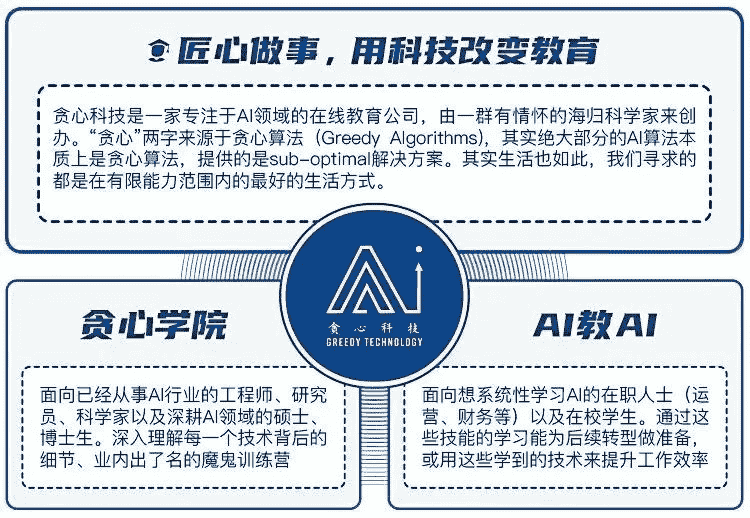 匠心做事，用科技改变教育
贪心科技是一家专注于AI领域的在线教育公司，由一群有情怀的海归科学家来创
办。“贪心”两字来源于贪心算法（Greedy Algorithms)，其实绝大部分的AI算法本
质上是贪心算法，提供的是sub-optimal解决方案。其实生活也如此，我们寻求的
都是在有限能力范围内的最好的生活方式。
AI
贪心科技
GREEDY TECHNOLOGY
贪心学院
面向已经从事AI行业的工程师、研究
员、科学家以及深耕AI领域的硕士、
博士生。深入理解每一个技术背后的
细节、业内出了名的魔鬼训练营
AI教AI
面向想系统性学习AI的在职人士（运
营、财务等）以及在校学生。通过这
些技能的学习能为后续转型做准备，
或用这些学到的技术来提升工作效率